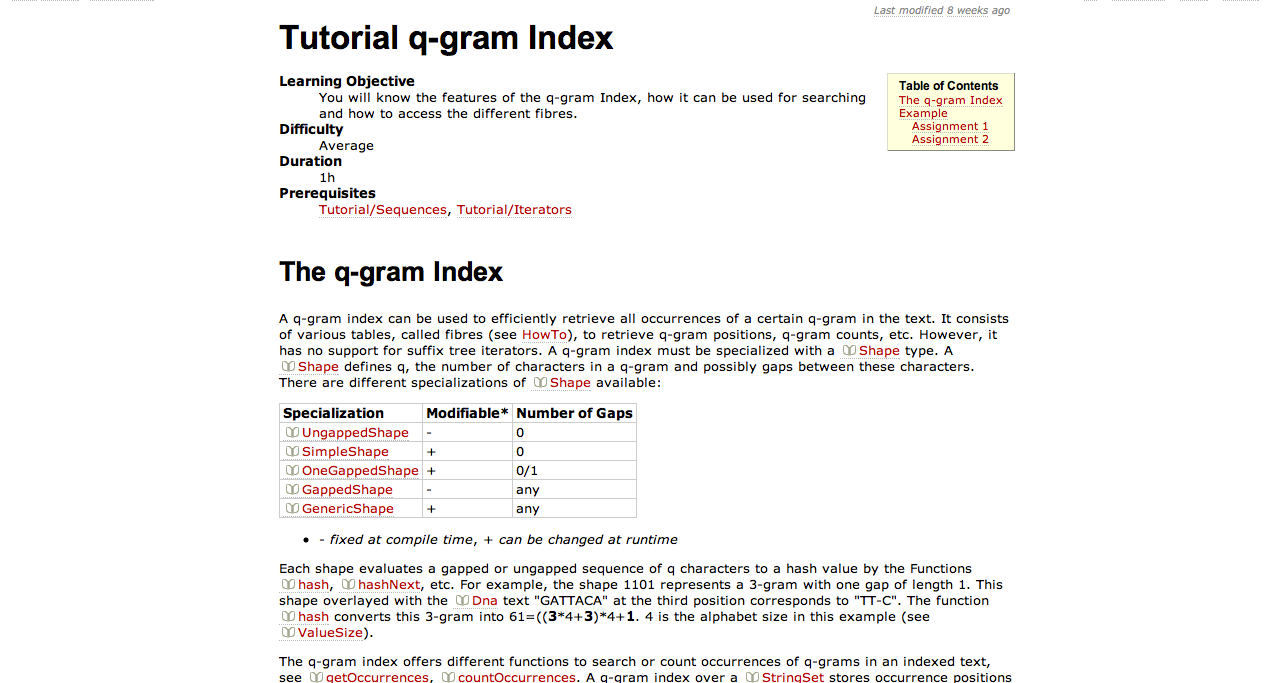 Last modified 8 weeks ago
Tutorial q-gram Index
Learning Objective
You will know the features of the q-gram Index, how it can be used for searching
and how to access the different fibres.
Difficulty
Average
Duration
1h
Prerequisites
Tutorial/Sequences, Tutorial/Iterators
Table of Contents
The q-gram Index
Example
Assignment 1
Assignment 2
The q-gram Index
A q-gram index can be used to efficiently retrieve all occurrences of a certain q-gram in the text. It consists
of various tables, called fibres (see HowTo), to retrieve q-gram positions, q-gram counts, etc. However, it
has no support for suffix tree iterators. A q-gram index must be specialized with a Shape type. A
Shape defines q, the number of characters in a q-gram and possibly gaps between these characters.
There are different specializations of Shape available:
Specialization Modifiable* Number of Gaps
UngappedShape - 0
SimpleShape + 0
OneGappedShape + 0/1
GappedShape - any
GenericShape + any
• - fixed at compile time, + can be changed at runtime
Each shape evaluates a gapped or ungapped sequence of q characters to a hash value by the Functions
hash, hashNext, etc. For example, the shape 1101 represents a 3-gram with one gap of length 1. This
shape overlayed with the Dna text "GATTACA" at the third position corresponds to "TT-C". The function
hash converts this 3-gram into 61=((3*4+3)*4+1. 4 is the alphabet size in this example (see
ValueSize).
The q-gram index offers different functions to search or count occurrences of q-grams in an indexed text,
see getOccurrences, countOccurrences. A q-gram index over a StringSet stores occurrence positions